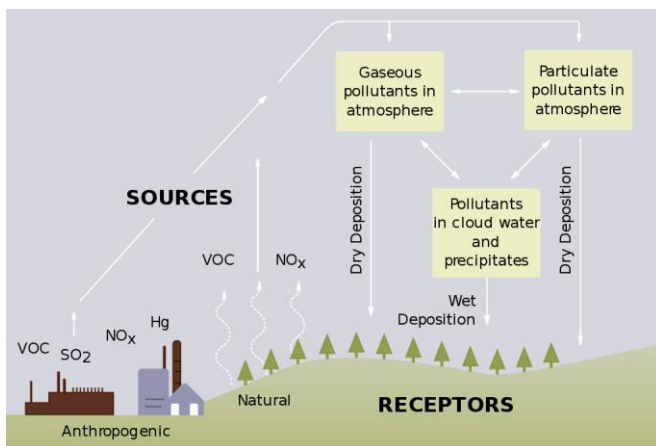 Gaseous
pollutants in
atmosphere
Particulate
pollutants in
atmosphere
Dry Deposition
Dry Deposition
SOURCES
Pollutants
in cloud water
and
precipitates
VOC
NOx
Wet
Deposition
VOC
SO2
NOx
Hg
Natural
RECEPTORS
Anthropogenic